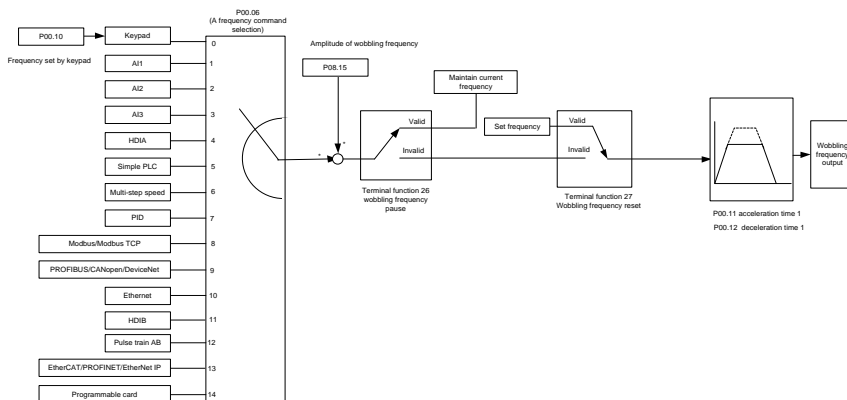 P00.06
(A frequency command
selection)
P00.10
Keypad
0
Frequency set by keypad
AI1
1
AI2
2
AI3
3
HDIA
4
Simple PLC
5
Multi-step speed
6
PID
7
Modbus/Modbus TCP
8
PROFIBUS/CANopen/DeviceNet
9
Ethernet
10
HDIB
11
Pulse train AB
12
EtherCAT/PROFINET/EtherNet IP
13
Programmable card
14
Amplitude of wobbling frequency
P08.15
Maintain current
frequency
Valid
Invalid
Terminal function 26
wobbling frequency
pause
Set frequency
Valid
Invalid
Terminal function 27
Wobbling frequency reset
P00.11 acceleration time 1
P00.12 deceleration time 1
Wobbling
frequency
output